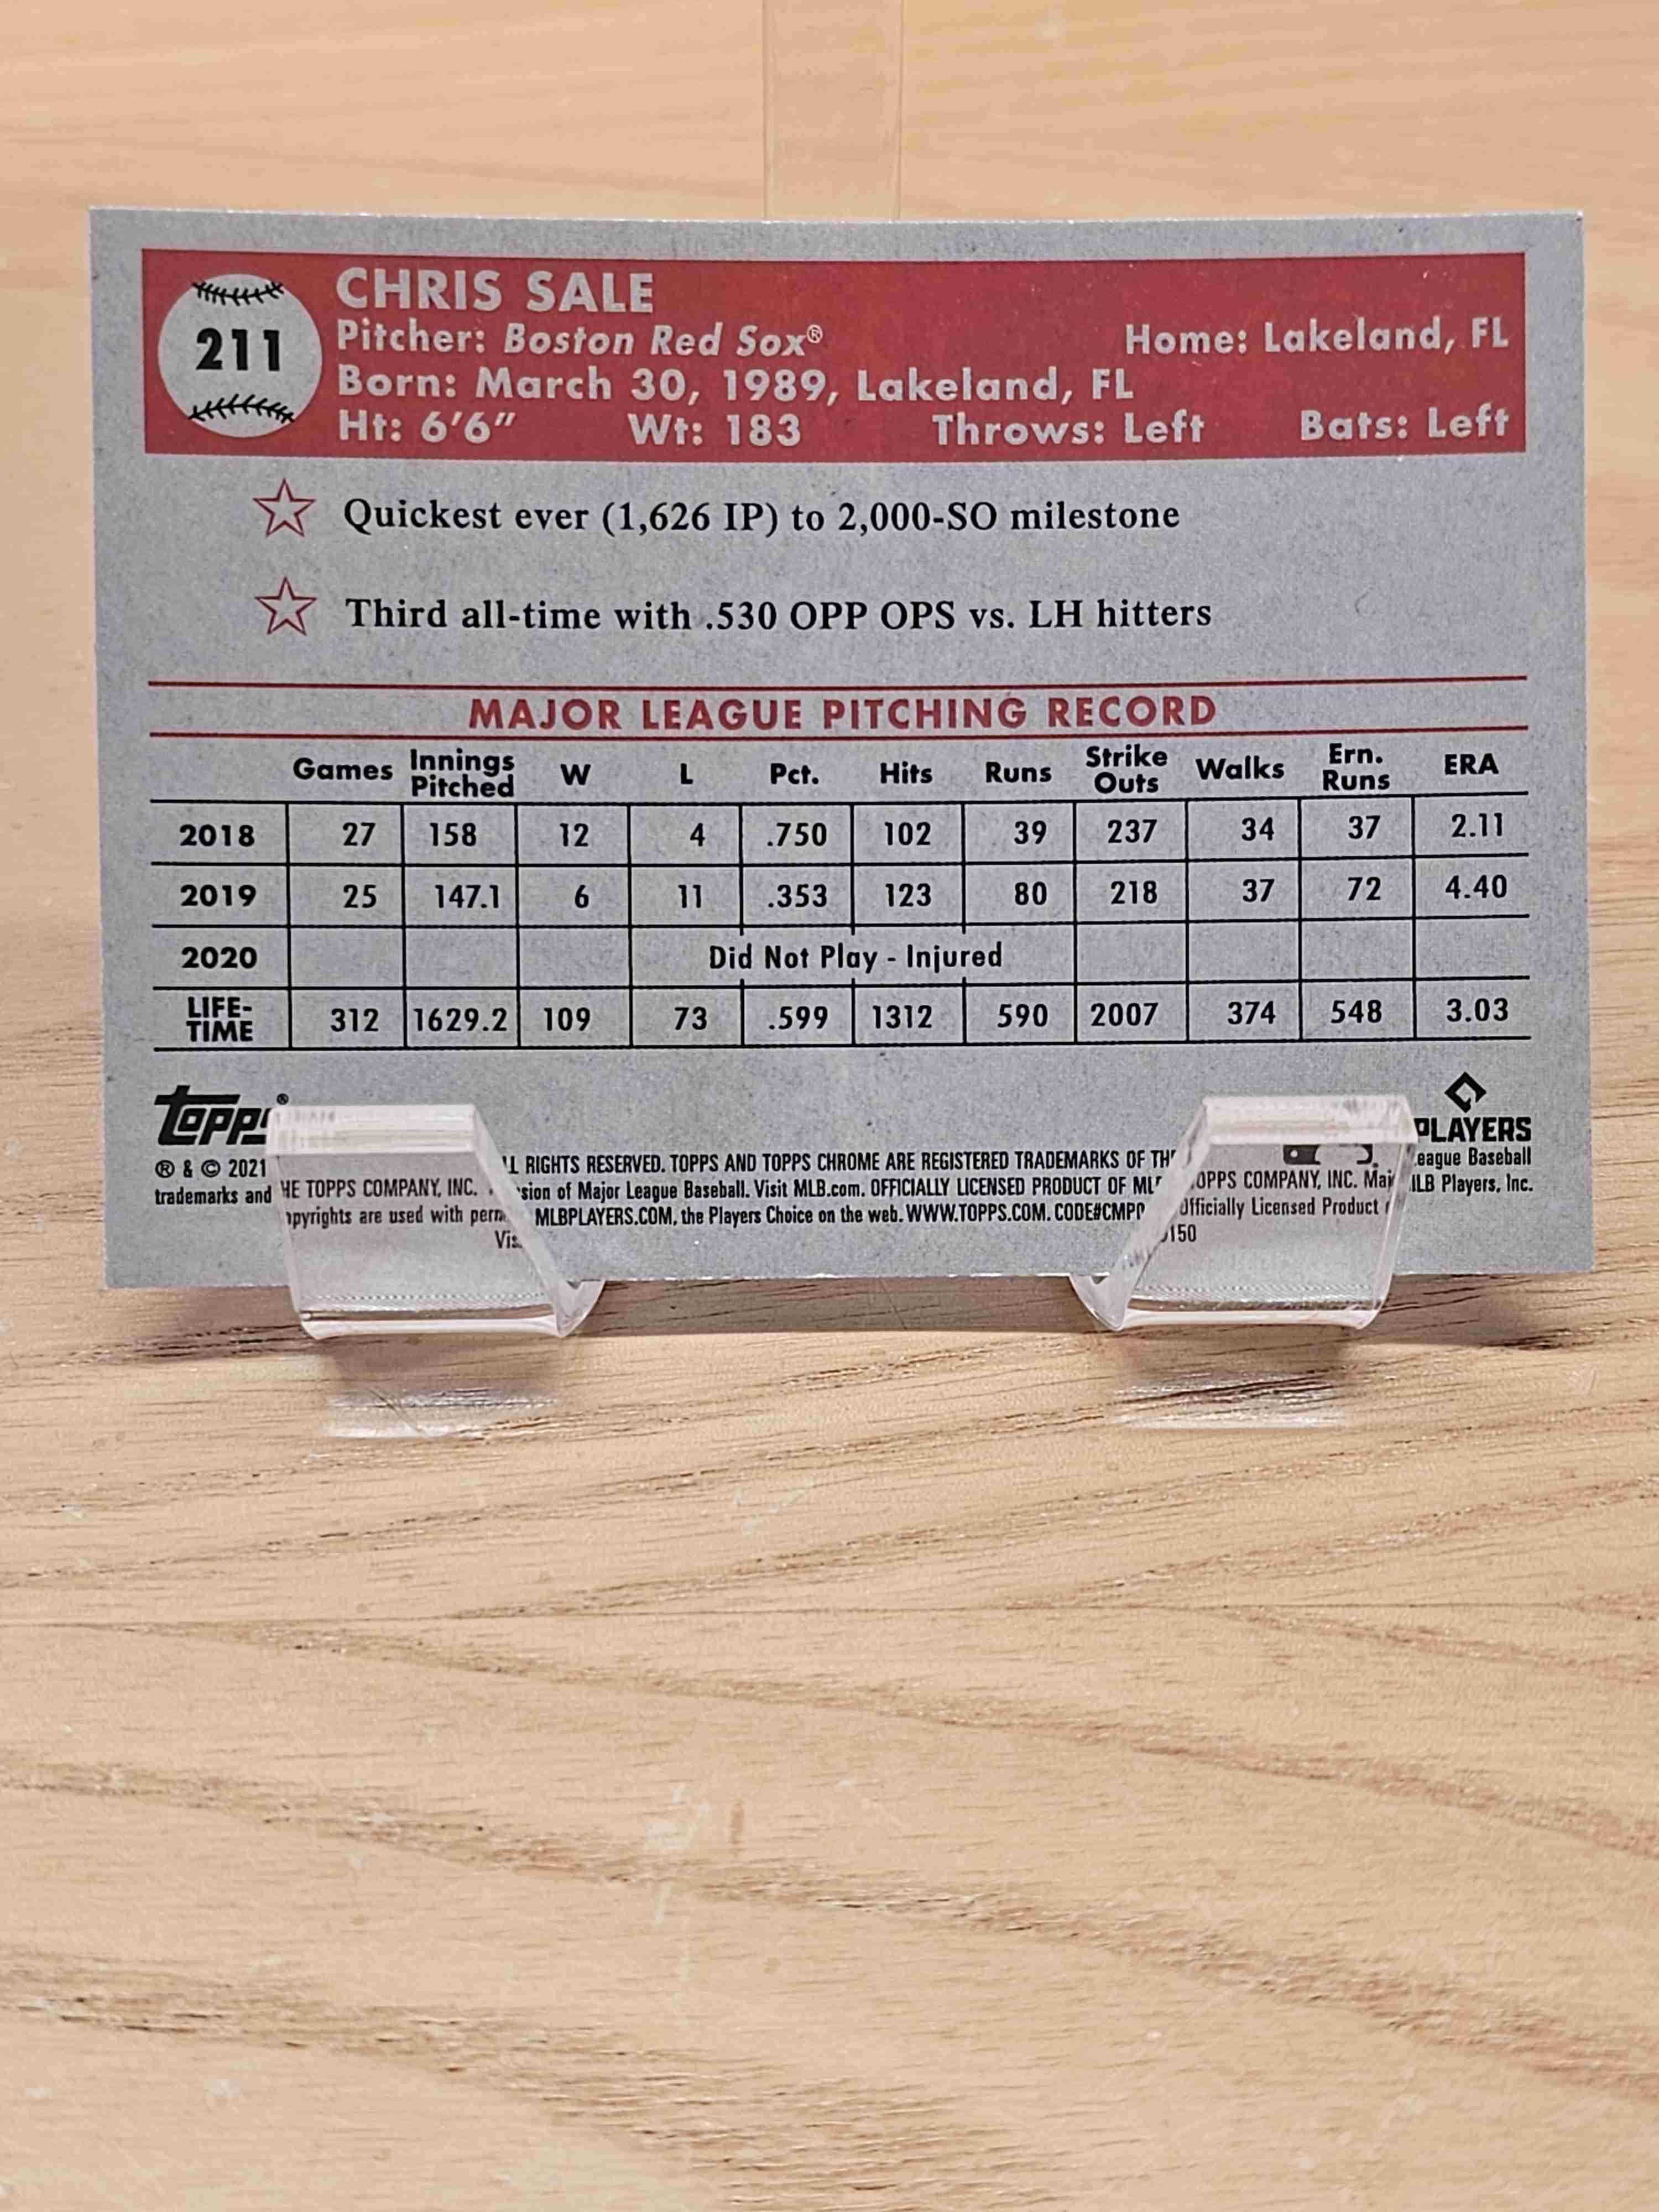 211
CHRIS SALE
Pitcher: Boston Red Sox® Home: Lakeland, FL
Born: March 30, 1989, Lakeland, FL
Ht: 6'6" Wt: 183 Throws: Left Bats: Left
Quickest ever (1,626 IP) to 2,000-SO milestone
Third all-time with .530 OPP OPS vs. LH hitters
MAJOR LEAGUE PITCHING RECORD
Games Innings Pitched W L Pct. Hits Runs Strike Outs Walks Ern. Runs ERA
2018 27 158 12 4 .750 102 39 237 34 37 2.11
2019 25 147.1 6 11 .353 123 80 218 37 72 4.40
2020 Did Not Play - Injured
LIFE-TIME 312 1629.2 109 73 .599 1312 590 2007 374 548 3.03
Topps®
PLAYERS
® & © 2021 HE TOPPS COMPANY, INC. RIGHTS RESERVED. TOPPS AND TOPPS CHROME ARE REGISTERED TRADEMARKS OF OPPS COMPANY, INC. eague Baseball
trademarks and opyrights are used with sion of Major League Baseball. Visit MLB.com. OFFICIALLY LICENSED PRODUCT OF Officially Licensed Product Players, Inc.
MLBPLAYERS.COM, the Players Choice on the web. WWW.TOPPS.COM. 150